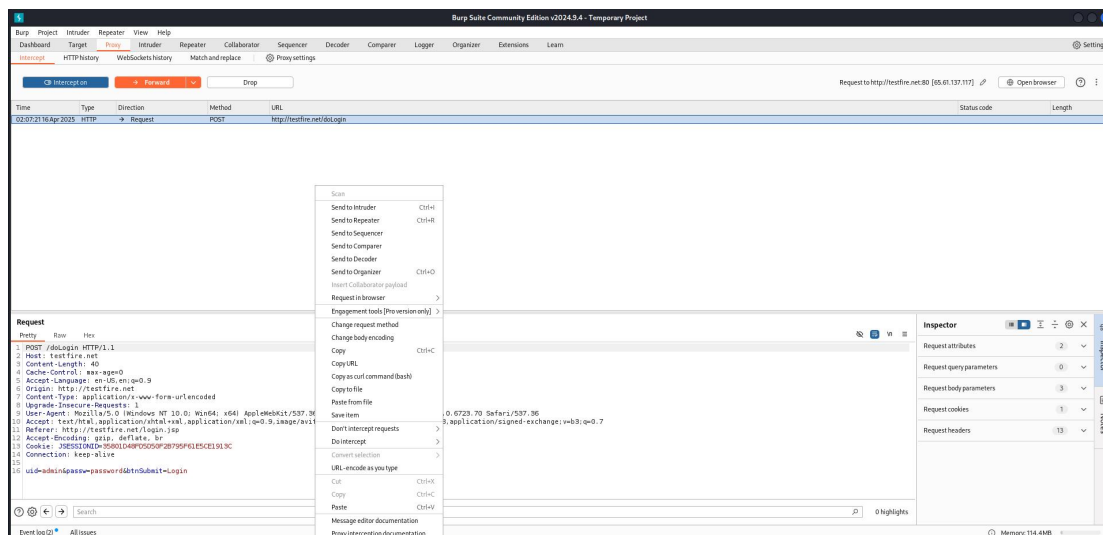 Burp Suite Community Edition v2024.9.4 - Temporary Project
Burp Project Intruder Repeater View Help
Dashboard Target Proxy Intruder Repeater Collaborator Sequencer Decoder Comparer Logger Organizer Extensions Learn Setting
Intercept HTTP history WebSockets history Match and replace Proxy settings
Intercept on Forward Drop Request to http://testfire.net:80 [65.61.137.117] Open browser
Time Type Direction Method URL Status code Length
02:07:21 16 Apr 2025 HTTP → Request POST http://testfire.net/doLogin
Scan
Send to Intruder Ctrl+I
Send to Repeater Ctrl+R
Send to Sequencer
Send to Comparer
Send to Decoder
Send to Organizer Ctrl+O
Insert Collaborator payload
Request in browser
Engagement tools [Pro version only]
Change request method
Change body encoding
Copy Ctrl+C
Copy URL
Copy as curl command (bash)
Copy to file
Paste from file
Save item
Don't intercept requests
Do intercept
Convert selection
URL-encode as you type
Cut Ctrl+X
Copy Ctrl+C
Paste Ctrl+V
Message editor documentation
Proxy interception documentation
Request
Pretty Raw Hex
1 POST /doLogin HTTP/1.1
2 Host: testfire.net
3 Content-Length: 40
4 Cache-Control: max-age=0
5 Accept-Language: en-US,en;q=0.9
6 Origin: http://testfire.net
7 Content-Type: application/x-www-form-urlencoded
8 Upgrade-Insecure-Requests: 1
9 User-Agent: Mozilla/5.0 (Windows NT 10.0; Win64; x64) AppleWebKit/537.36 .0.6723.70 Safari/537.36
10 Accept: text/html,application/xhtml+xml,application/xml;q=0.9,image/avif ,application/signed-exchange;v=b3;q=0.7
11 Referer: http://testfire.net/login.jsp
12 Accept-Encoding: gzip, deflate, br
13 Cookie: JSESSIONID=35801D48F05050F2B795F61E5CE1913C
14 Connection: keep-alive
15
16 uid=admin&passw=password&btnSubmit=Login
Inspector
Request attributes 2
Request query parameters 0
Request body parameters 3
Request cookies 1
Request headers 13
Inspector
Notes
Search 0 highlights
Event log (2) All issues Memory: 114.4MB